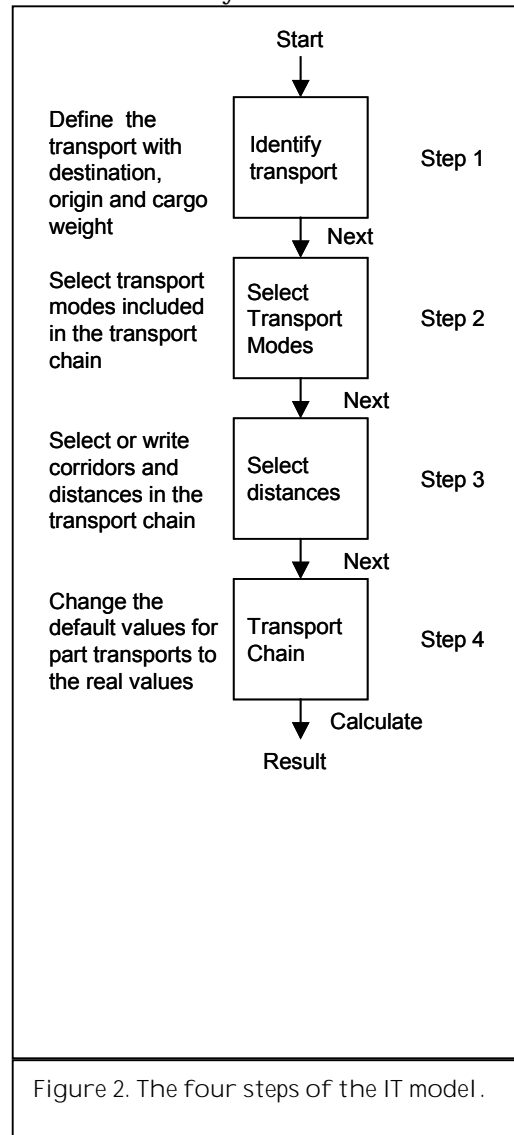 Start
Define the
transport with
destination,
origin and cargo
weight
Identify
transport
Step 1
Next
Select transport
modes included
in the transport
chain
Select
Transport
Modes
Step 2
Next
Select or write
corridors and
distances in the
transport chain
Select
distances
Step 3
Next
Change the
default values for
part transports to
the real values
Transport
Chain
Step 4
Calculate
Result
Figure 2. The four steps of the IT model.